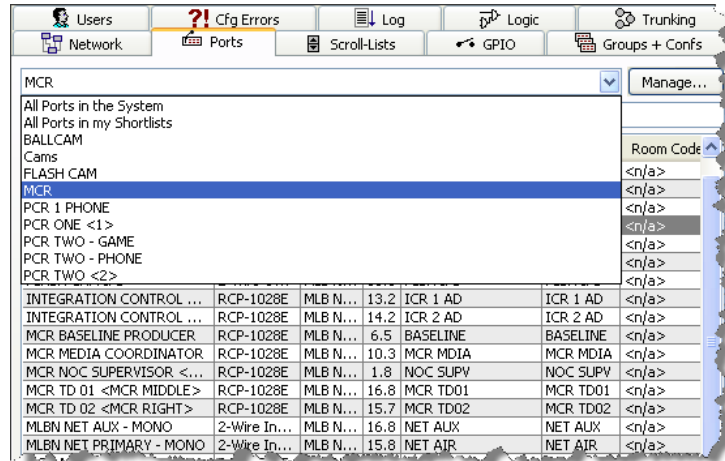 Users ?! Cfg Errors Log Logic Trunking
Network Ports Scroll-Lists GPIO Groups + Confs
MCR Manage...
All Ports in the System
All Ports in my Shortlists
BALLCAM
Cams Room Code
FLASH CAM <n/a>
MCR <n/a>
PCR 1 PHONE <n/a>
PCR ONE <1> <n/a>
PCR TWO - GAME <n/a>
PCR TWO - PHONE <n/a>
PCR TWO <2> <n/a>
INTEGRATION CONTROL ... RCP-1028E MLB N... 13.2 ICR 1 AD ICR 1 AD <n/a>
INTEGRATION CONTROL ... RCP-1028E MLB N... 14.2 ICR 2 AD ICR 2 AD <n/a>
MCR BASELINE PRODUCER RCP-1028E MLB N... 6.5 BASELINE BASELINE <n/a>
MCR MEDIA COORDINATOR RCP-1028E MLB N... 10.3 MCR MDIA MCR MDIA <n/a>
MCR NOC SUPERVISOR <... RCP-1028E MLB N... 1.8 NOC SUPV NOC SUPV <n/a>
MCR TD 01 <MCR MIDDLE> RCP-1028E MLB N... 16.8 MCR TD01 MCR TD01 <n/a>
MCR TD 02 <MCR RIGHT> RCP-1028E MLB N... 15.7 MCR TD02 MCR TD02 <n/a>
MLBN NET AUX - MONO 2-Wire In... MLB N... 16.8 NET AUX NET AUX <n/a>
MLBN NET PRIMARY - MONO 2-Wire In... MLB N... 15.8 NET AIR NET AIR <n/a>